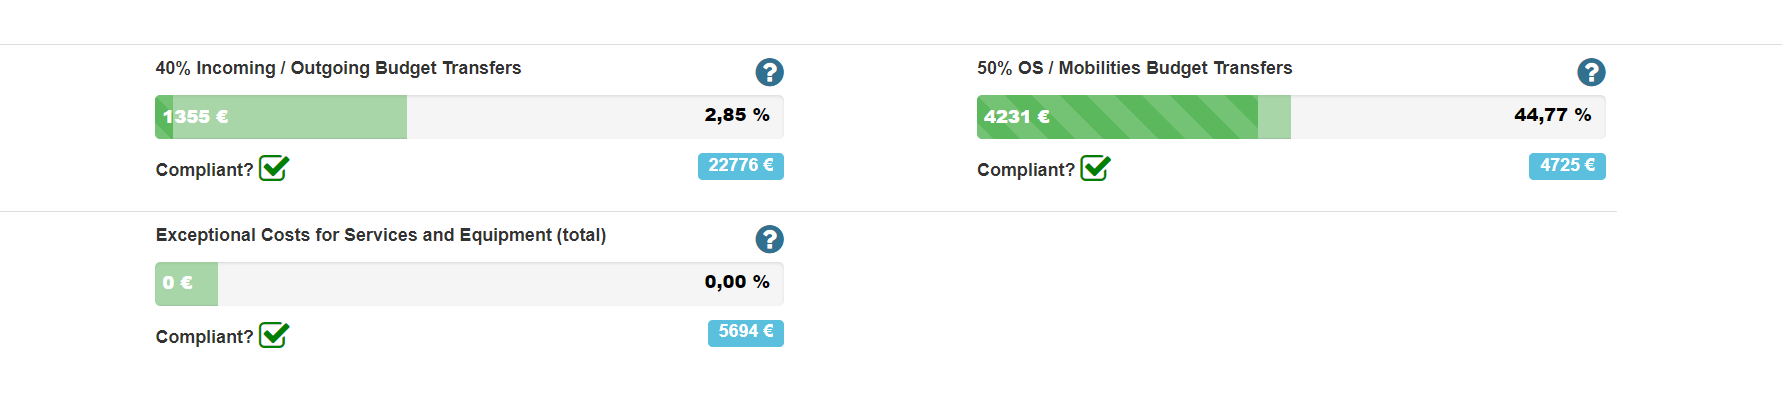 40% Incoming / Outgoing Budget Transfers ?
1355 € 2,85 %
Compliant? 22776 €
50% OS / Mobilities Budget Transfers ?
4231 € 44,77 %
Compliant? 4725 €
Exceptional Costs for Services and Equipment (total) ?
0 € 0,00 %
Compliant? 5694 €